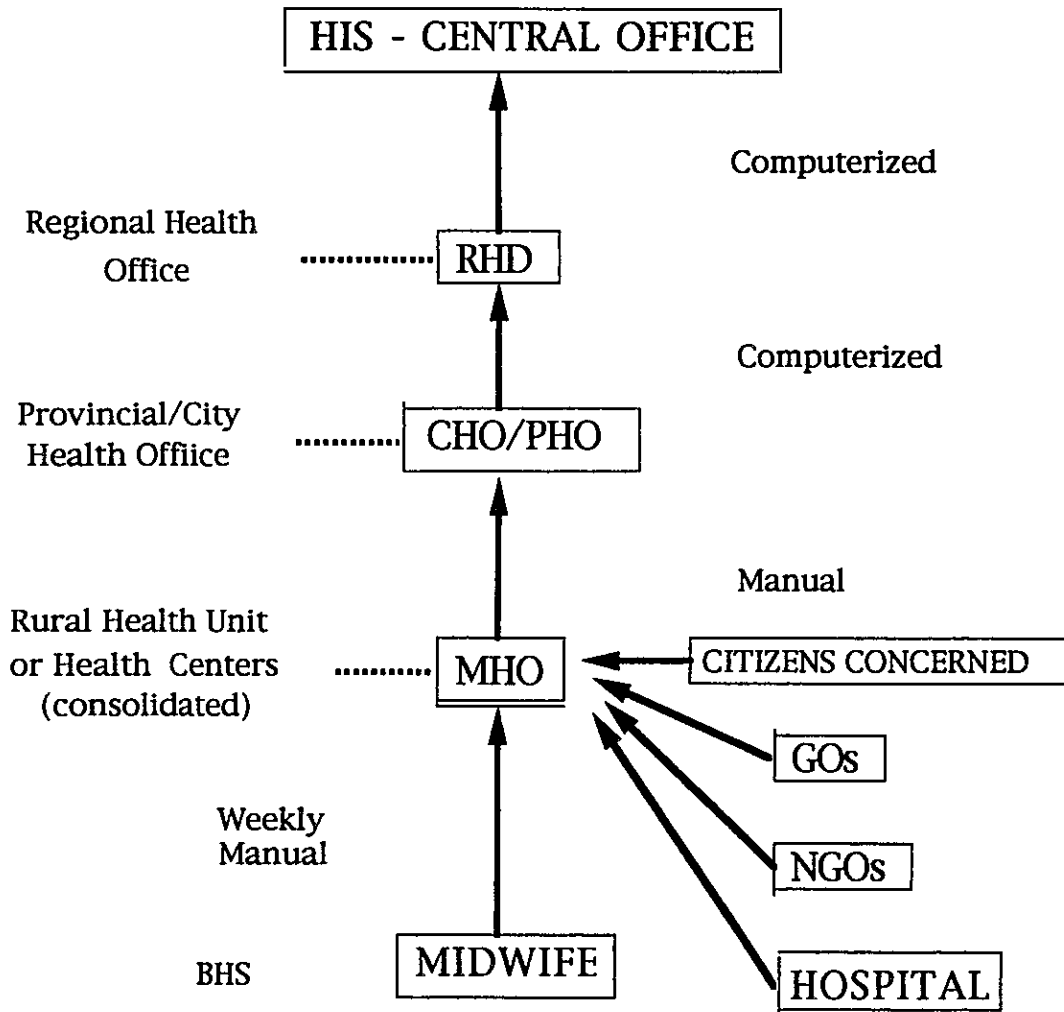 HIS - CENTRAL OFFICE
Computerized
Regional Health
Office
RHD
Computerized
Provincial/City
Health Offiice
CHO/PHO
Manual
Rural Health Unit
or Health Centers
(consolidated)
MHO
CITIZENS CONCERNED
GOs
Weekly
Manual
NGOs
BHS
MIDWIFE
HOSPITAL